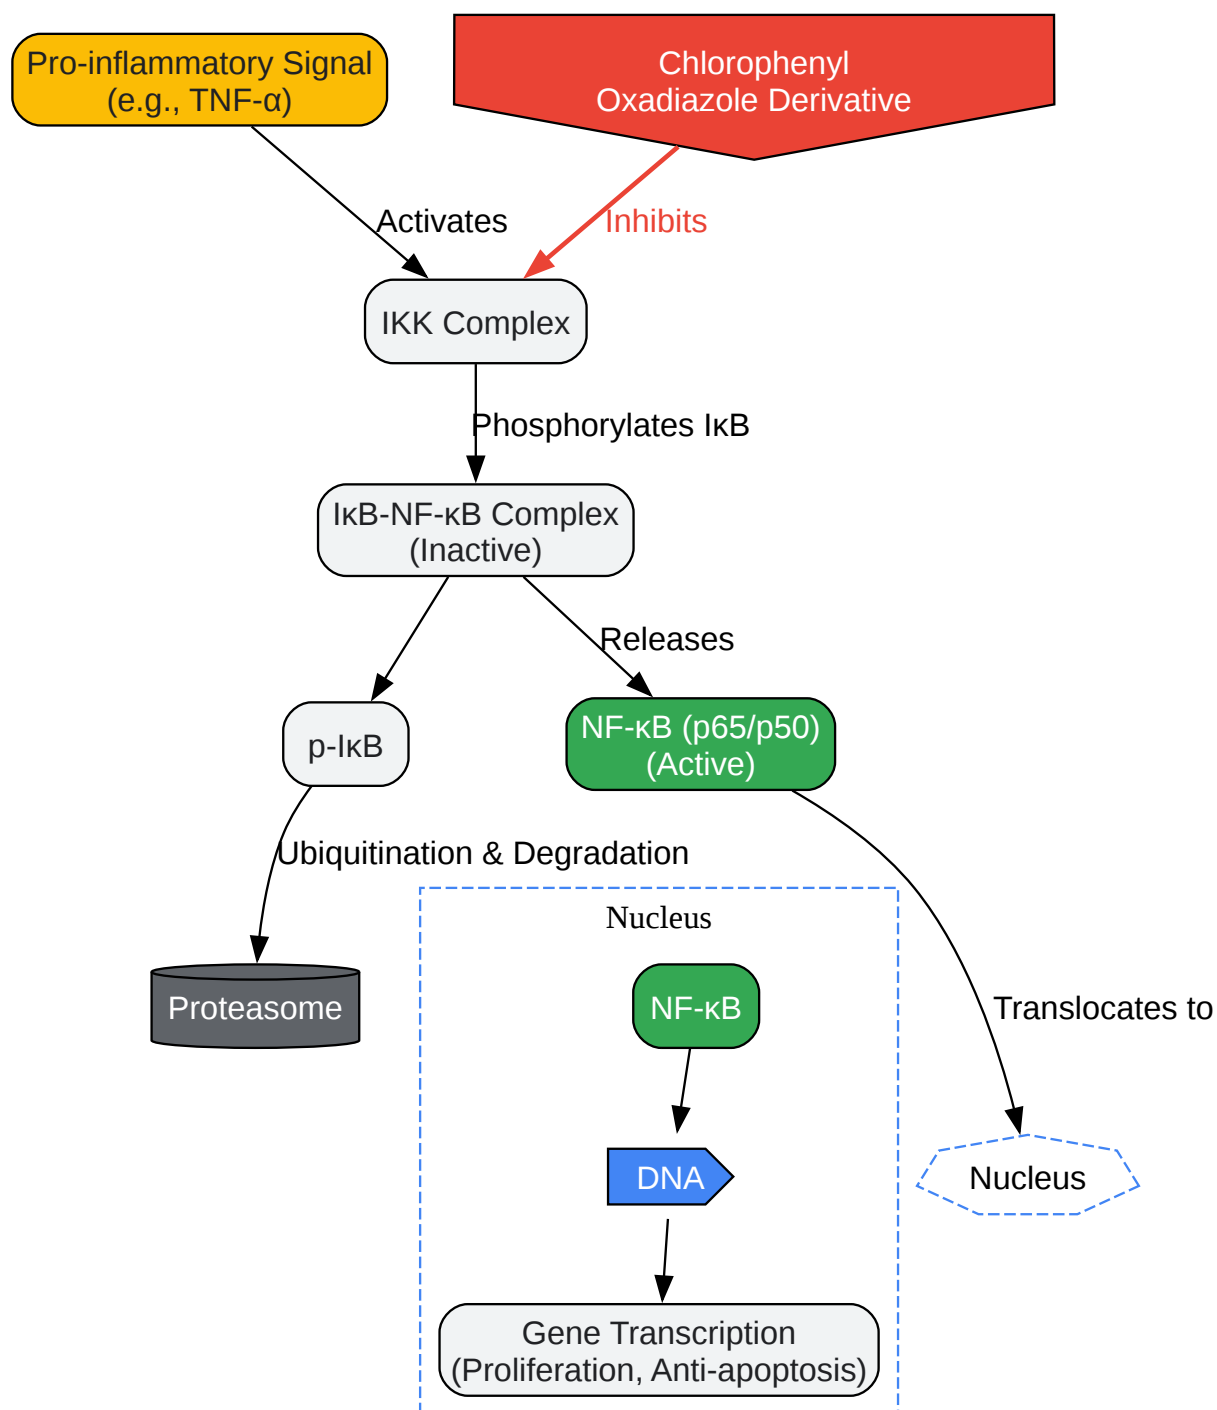 Pro-inflammatory Signal
(e.g., TNF-α)
Chlorophenyl
Oxadiazole Derivative
Activates
Inhibits
IKK Complex
Phosphorylates IκB
IκB-NF-κB Complex
(Inactive)
Releases
p-IκB
NF-κB (p65/p50)
(Active)
Ubiquitination & Degradation
Nucleus
Proteasome
NF-κB
Translocates to
DNA
Nucleus
Gene Transcription
(Proliferation, Anti-apoptosis)